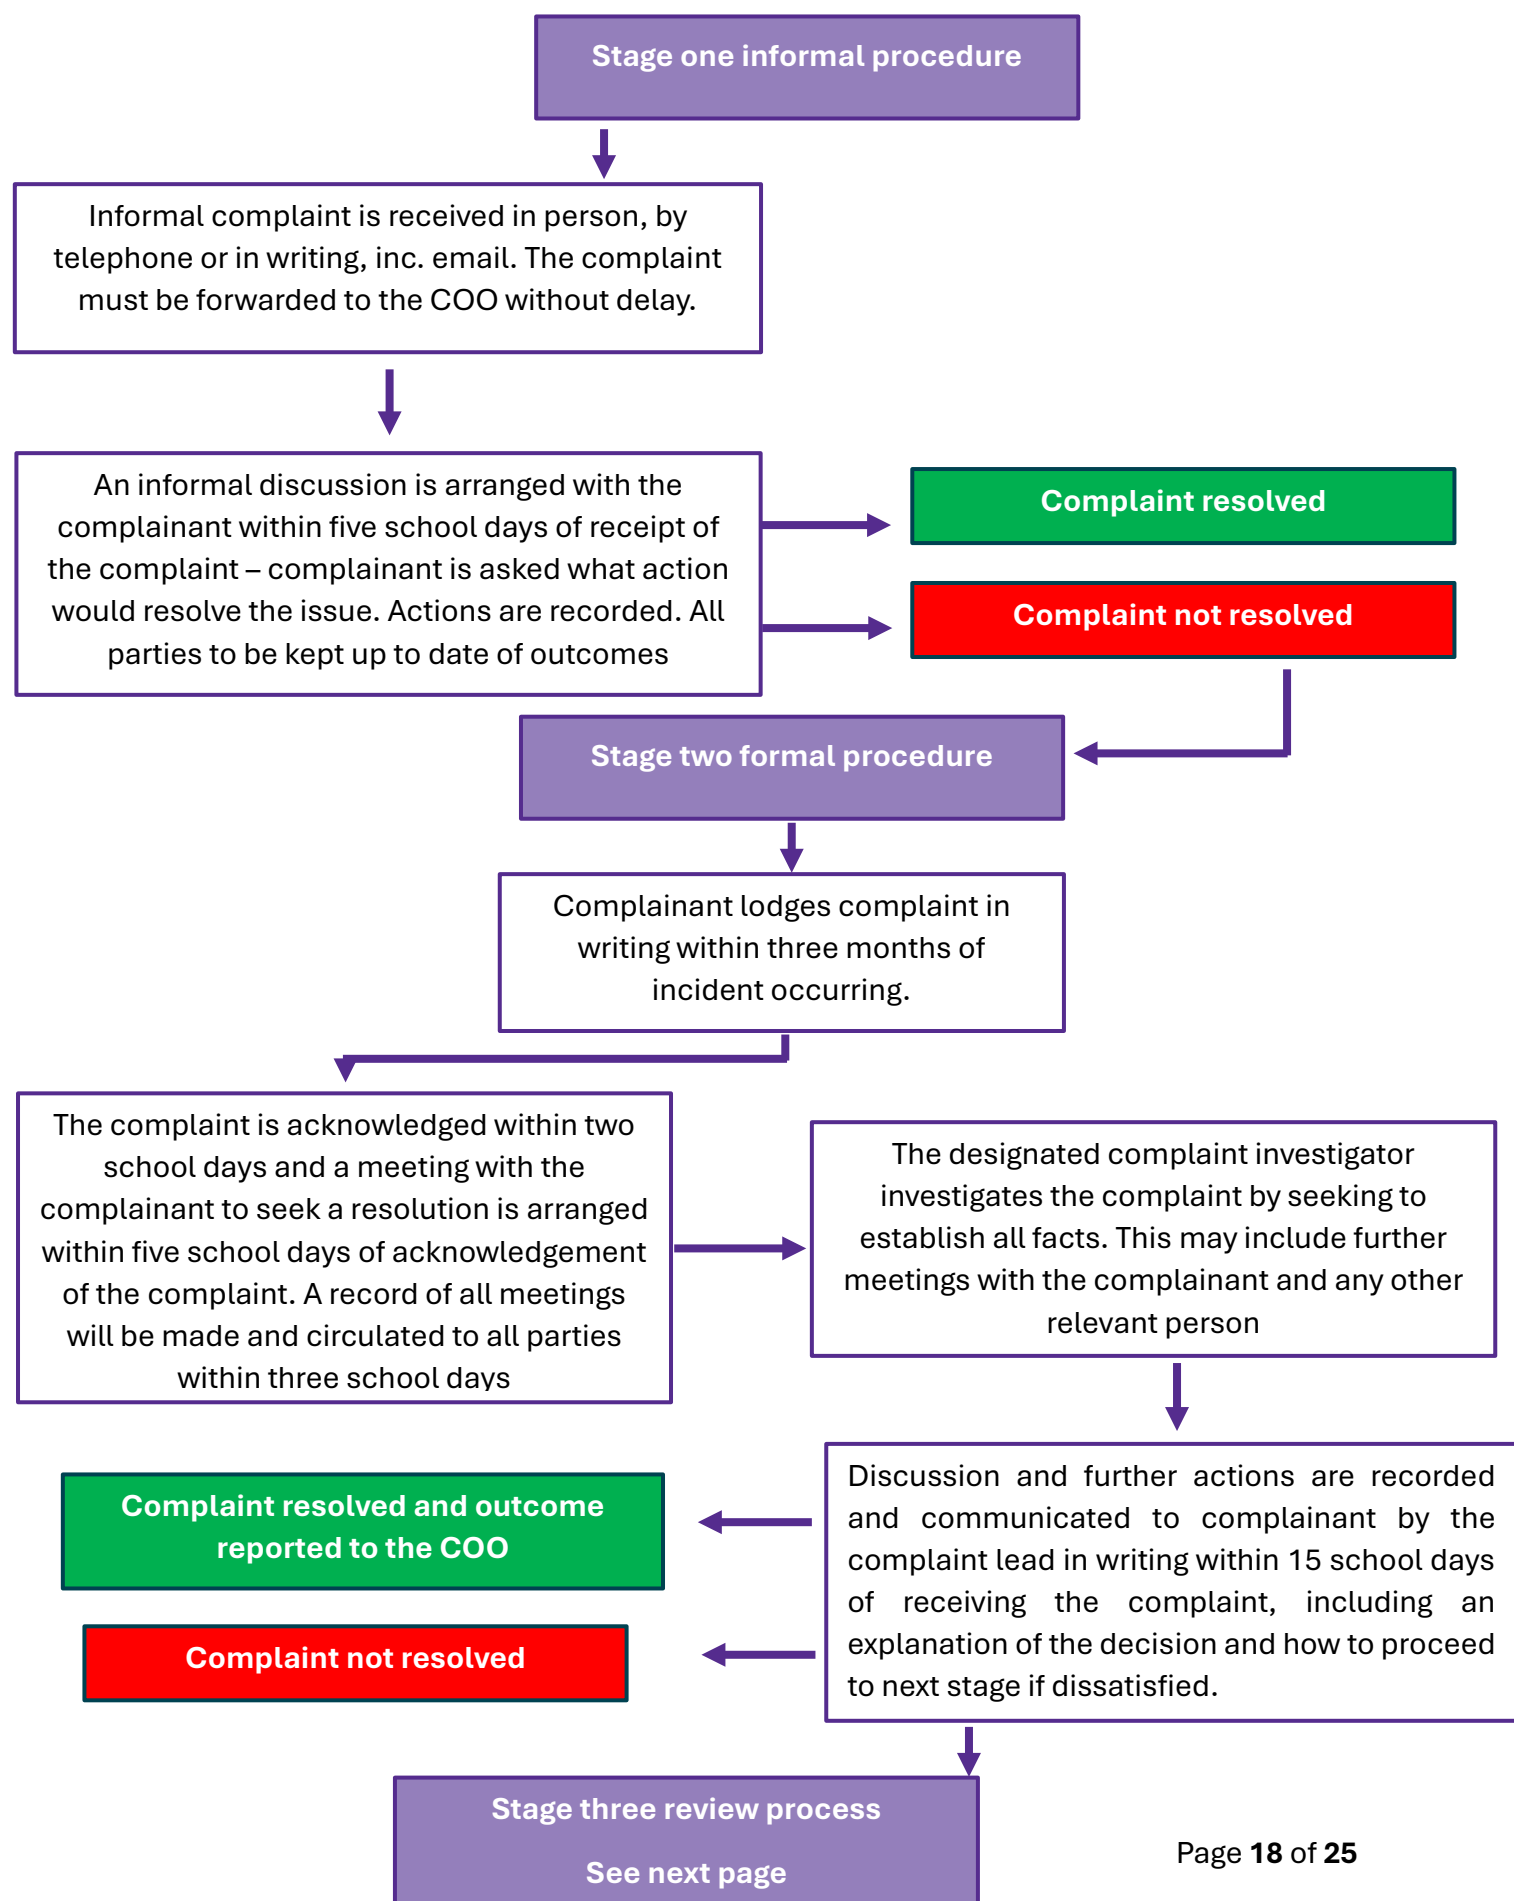 Stage one informal procedure
Informal complaint is received in person, by
telephone or in writing, inc. email. The complaint
must be forwarded to the COO without delay.
An informal discussion is arranged with the
complainant within five school days of receipt of
the complaint – complainant is asked what action
would resolve the issue. Actions are recorded. All
parties to be kept up to date of outcomes
Complaint resolved
Complaint not resolved
Stage two formal procedure
Complainant lodges complaint in
writing within three months of
incident occurring.
The complaint is acknowledged within two
school days and a meeting with the
complainant to seek a resolution is arranged
within five school days of acknowledgement
of the complaint. A record of all meetings
will be made and circulated to all parties
within three school days
The designated complaint investigator
investigates the complaint by seeking to
establish all facts. This may include further
meetings with the complainant and any other
relevant person
Discussion and further actions are recorded
and communicated to complainant by the
complaint lead in writing within 15 school days
of receiving the complaint, including an
explanation of the decision and how to proceed
to next stage if dissatisfied.
Complaint resolved and outcome
reported to the COO
Complaint not resolved
Stage three review process
See next page
Page 18 of 25